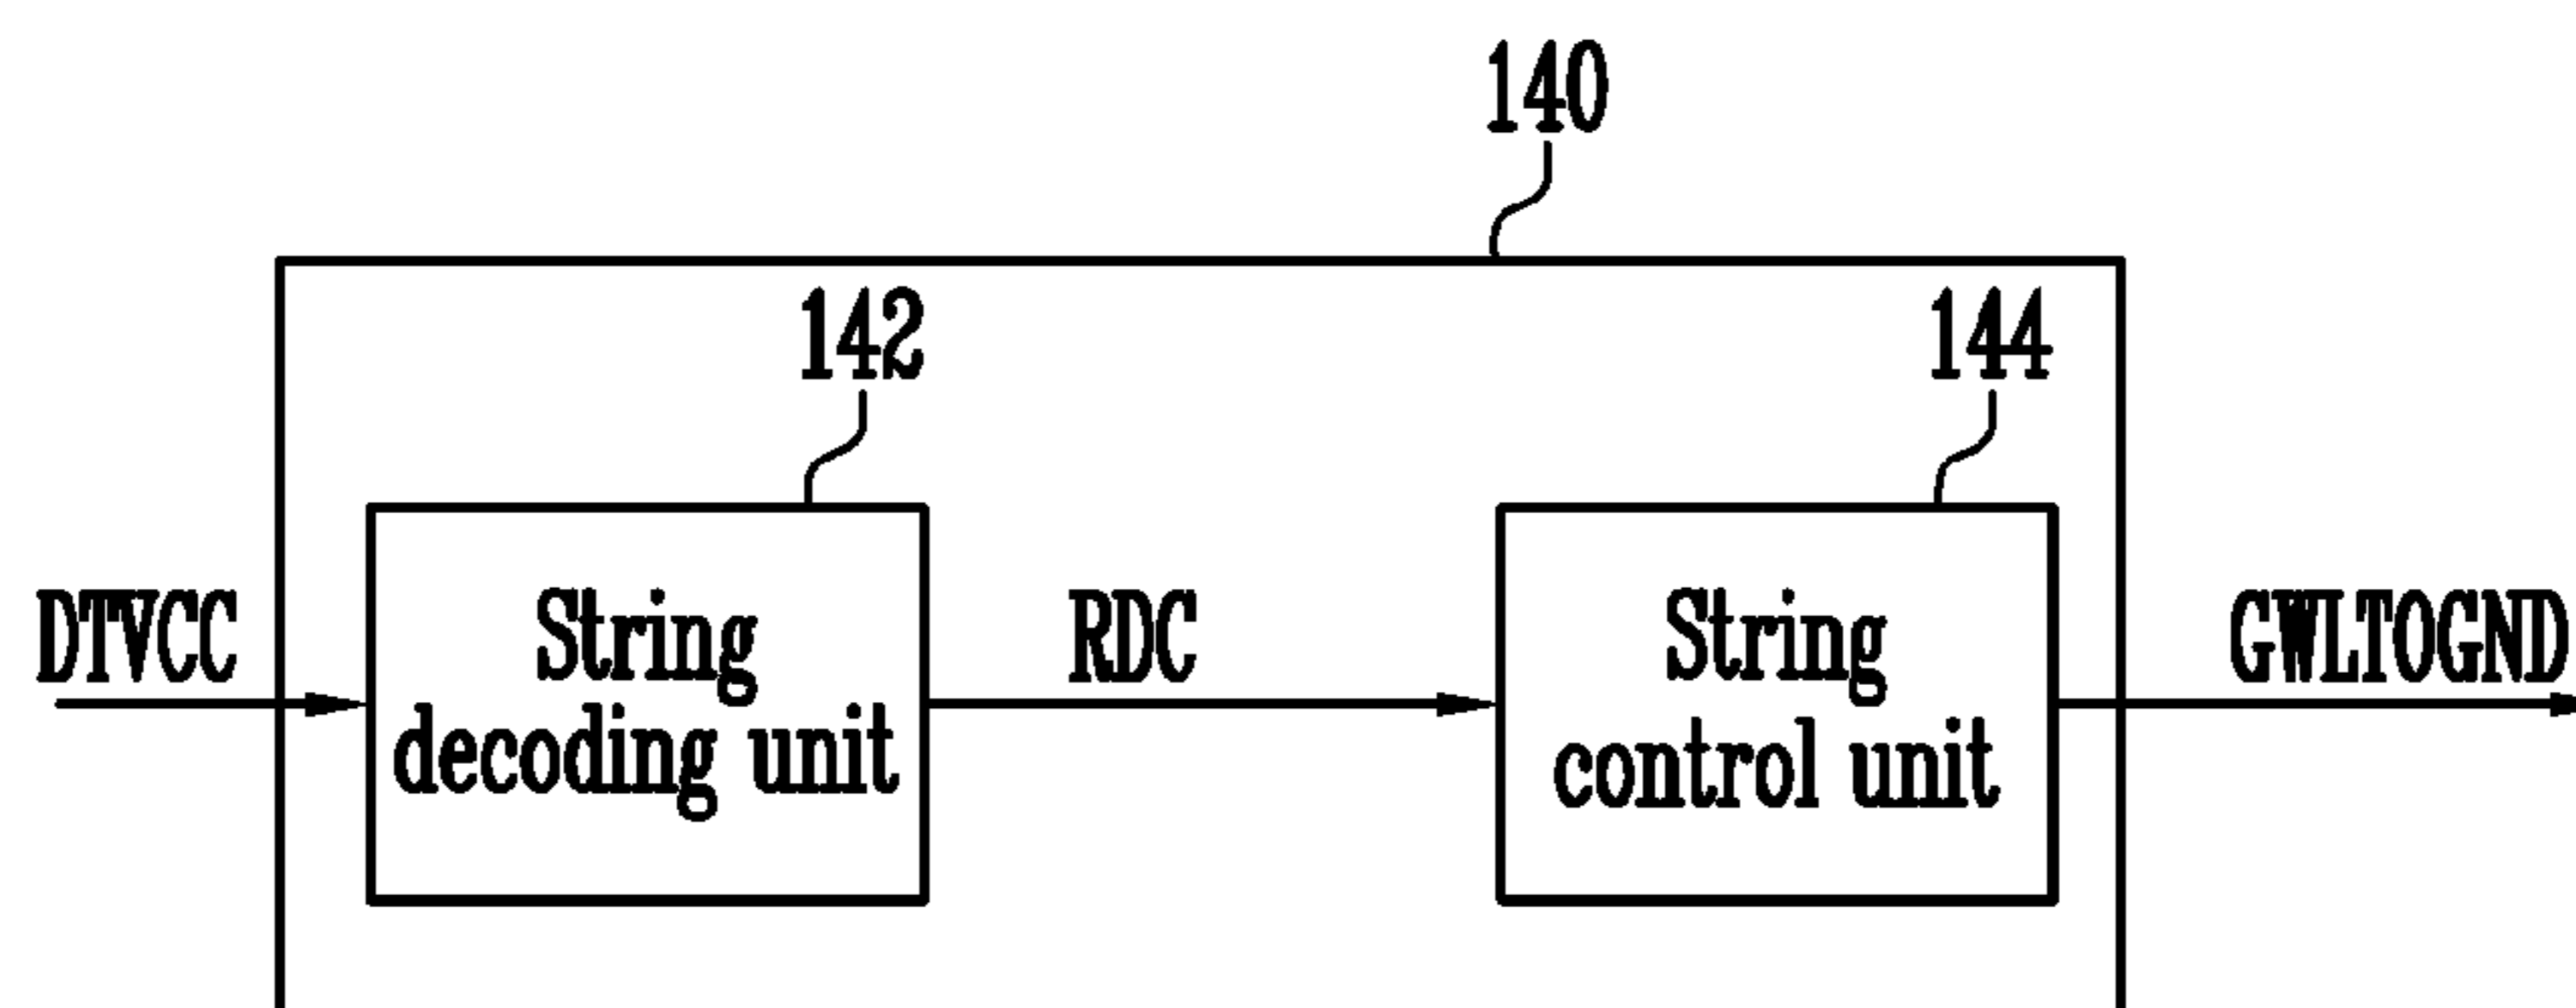 140
142
144
DTVCC
String
decoding unit
RDC
String
control unit
GWLTOGND